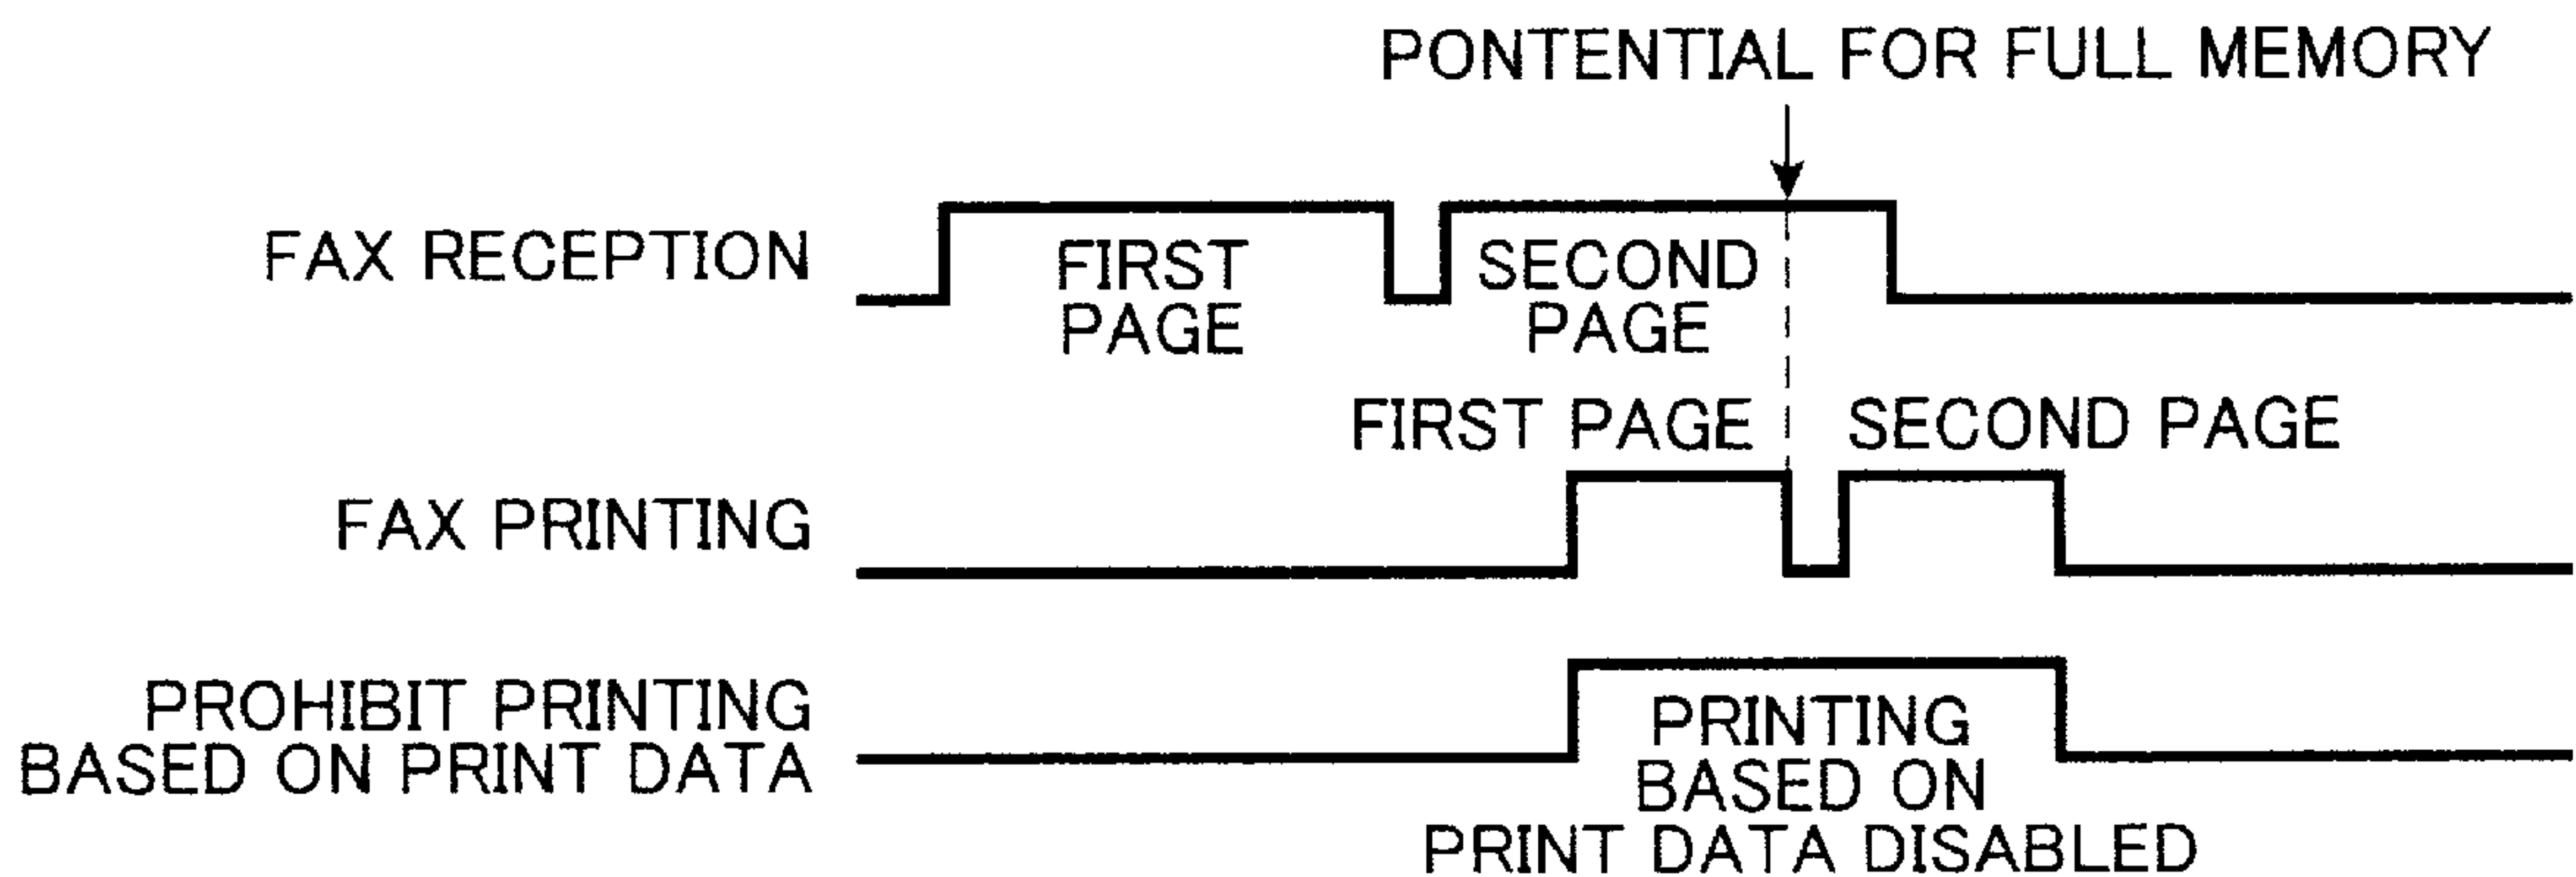 PONTENTIAL FOR FULL MEMORY
FAX RECEPTION
FIRST
PAGE
SECOND
PAGE
FIRST PAGE
SECOND PAGE
FAX PRINTING
PROHIBIT PRINTING
BASED ON PRINT DATA
PRINTING
BASED ON
PRINT DATA DISABLED